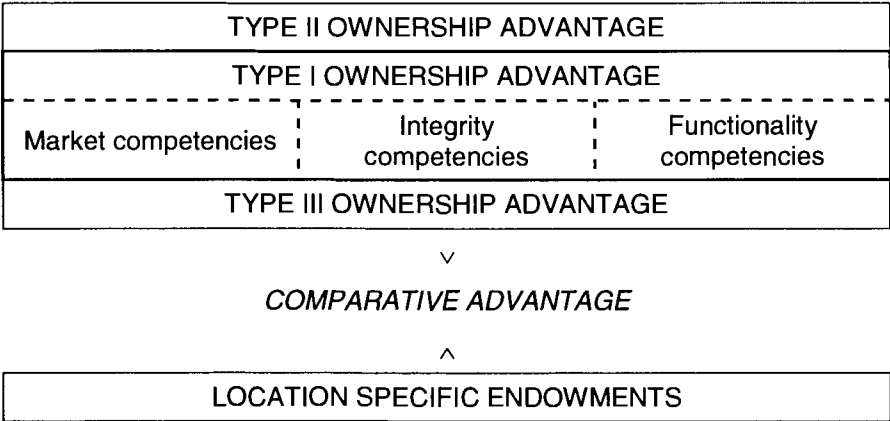 TYPE II OWNERSHIP ADVANTAGE
TYPE I OWNERSHIP ADVANTAGE
Market competencies
Integrity
competencies
Functionality
competencies
TYPE III OWNERSHIP ADVANTAGE
COMPARATIVE ADVANTAGE
LOCATION SPECIFIC ENDOWMENTS